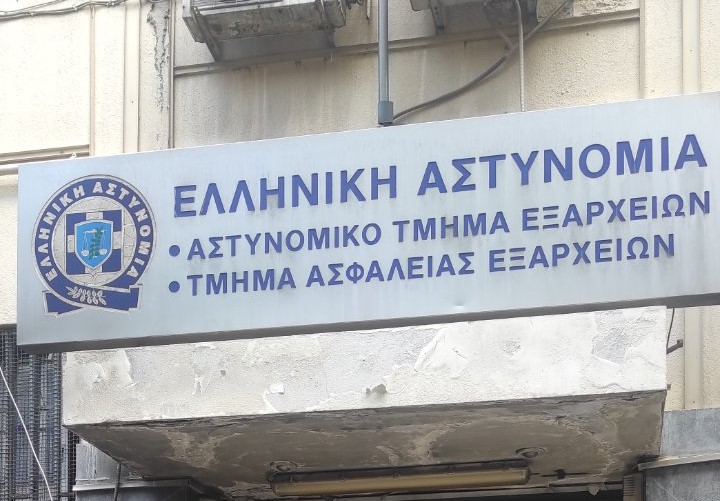 ΕΛΛΗΝΙΚΗ ΑΣΤΥΝΟΜΙΑ
ΕΛΛΗΝΙΚΗ ΑΣΤΥΝΟΜΙΑ
• ΑΣΤΥΝΟΜΙΚΟ ΤΜΗΜΑ ΕΞΑΡΧΕΙΩΝ
• ΤΜΗΜΑ ΑΣΦΑΛΕΙΑΣ ΕΞΑΡΧΕΙΩΝ